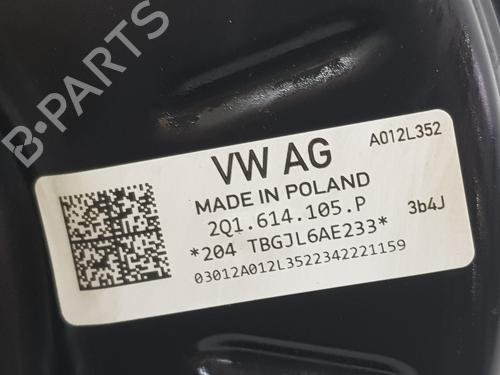 B-PARTS
A012L352
VW AG
MADE IN POLAND
2Q1.614.105.P
3b4J
*204 TBGJL6AE233*
03012A012L3522342221159